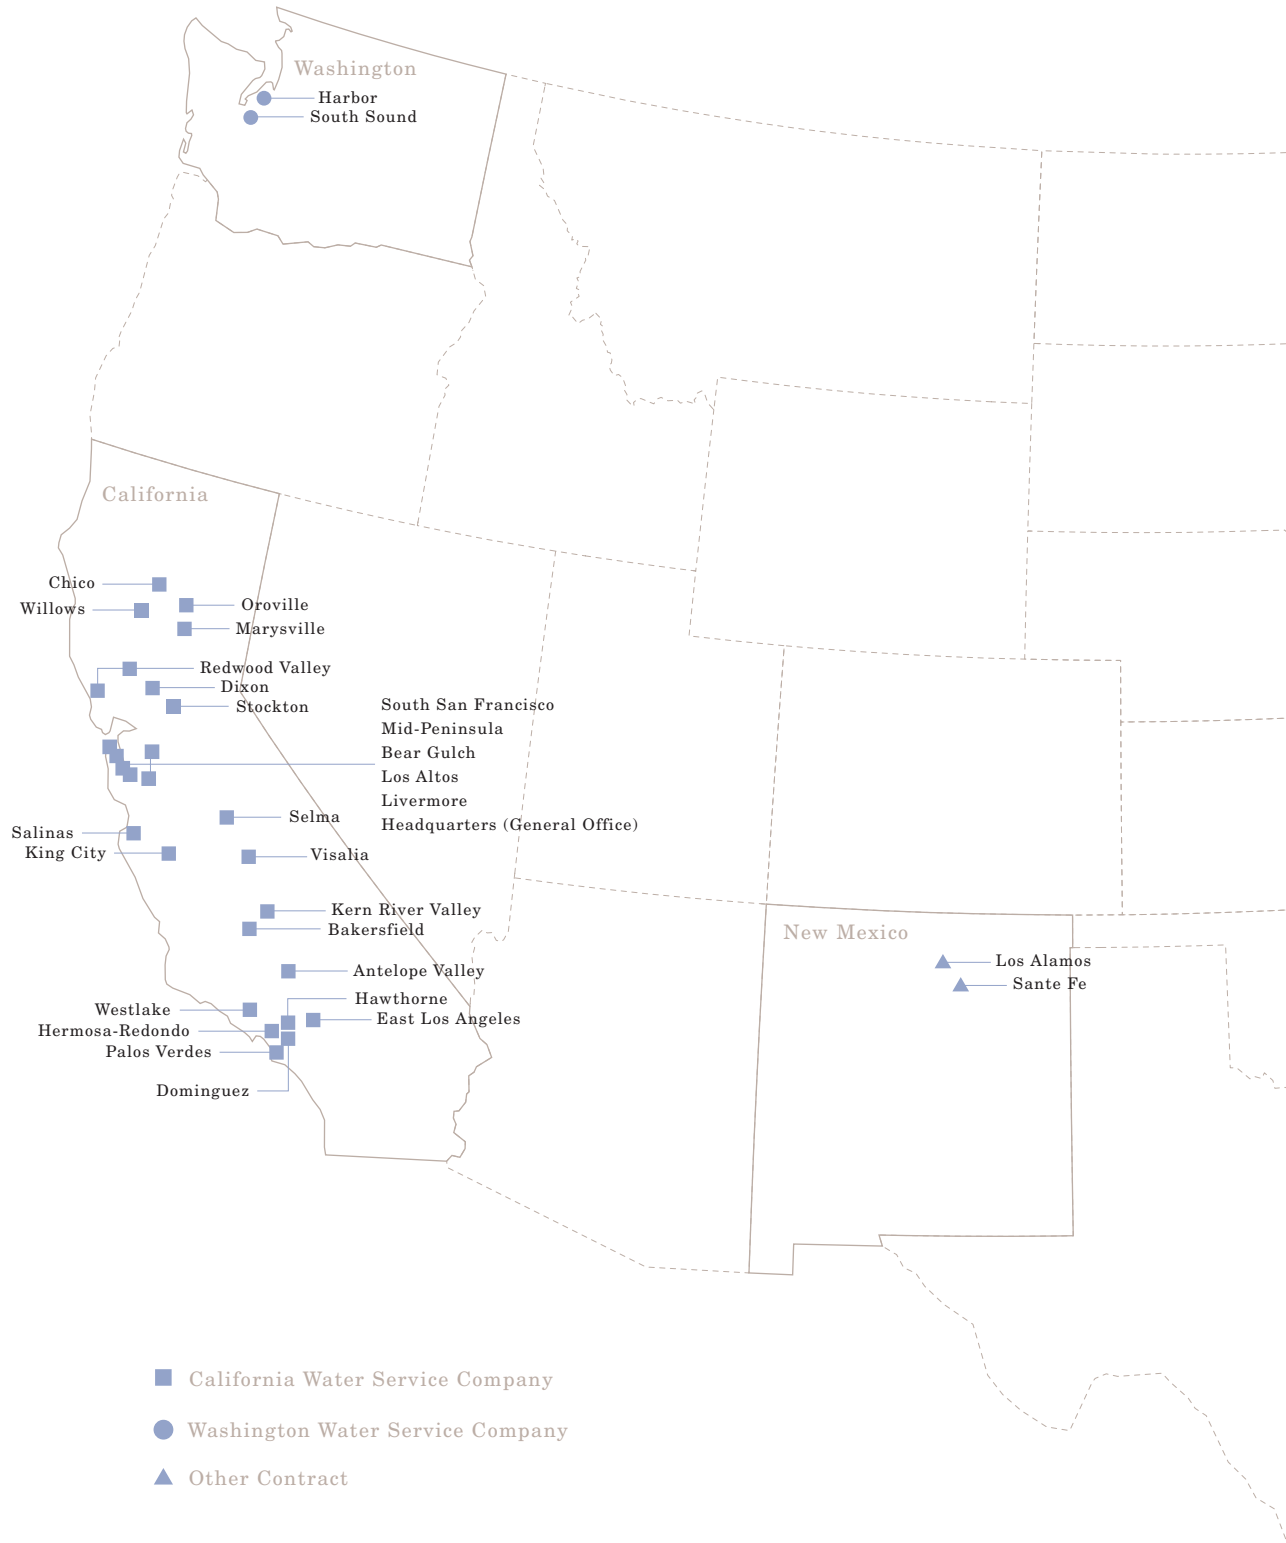 Washington
Harbor
South Sound
California
Chico
Willows
Oroville
Marysville
Redwood Valley
Dixon
Stockton
South San Francisco
Mid-Peninsula
Bear Gulch
Los Altos
Livermore
Headquarters (General Office)
Selma
Salinas
King City
Visalia
Kern River Valley
Bakersfield
New Mexico
Los Alamos
Sante Fe
Antelope Valley
Hawthorne
Westlake
East Los Angeles
Hermosa-Redondo
Palos Verdes
Dominguez
California Water Service Company
Washington Water Service Company
Other Contract